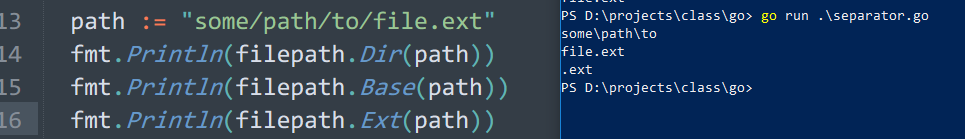 13 path := "some/path/to/file.ext"
14 fmt.Println(filepath.Dir(path))
15 fmt.Println(filepath.Base(path))
16 fmt.Println(filepath.Ext(path))
file.ext
PS D:\projects\class\go> go run .\separator.go
some\path\to
file.ext
.ext
PS D:\projects\class\go>